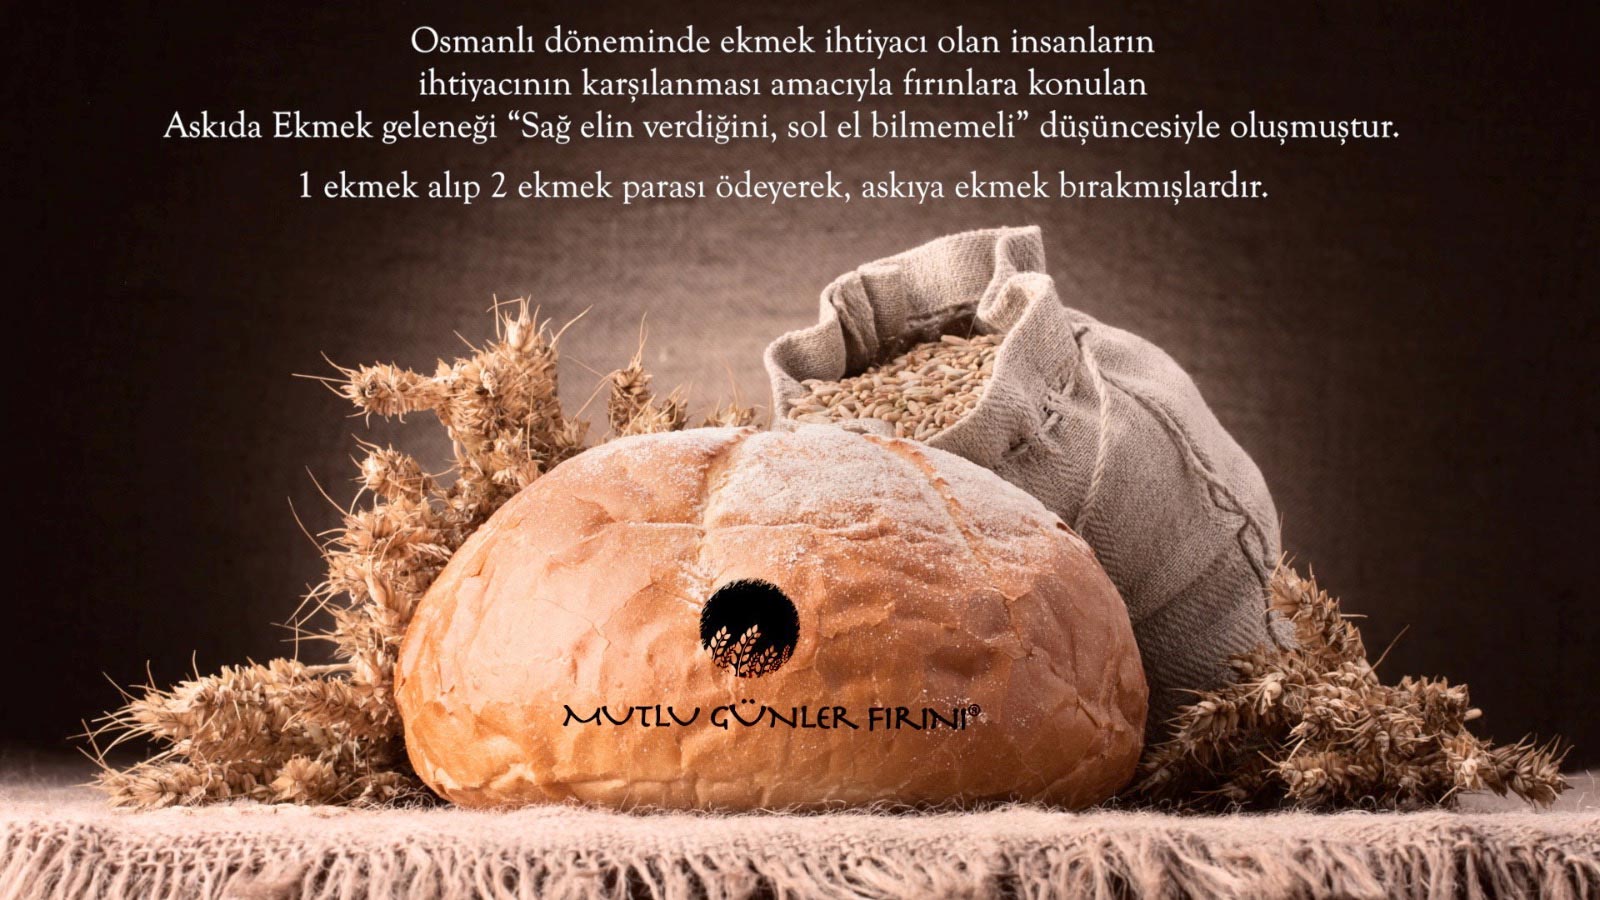 Osmanlı döneminde ekmek ihtiyacı olan insanların
ihtiyacının karşılanması amacıyla fırınlara konulan
Askıda Ekmek geleneği “Sağ elin verdiğini, sol el bilmemeli” düşüncesiyle oluşmuştur.
1 ekmek alıp 2 ekmek parası ödeyerek, askıya ekmek bırakmışlardır.
MUTLU GÜNLER FIRINI®